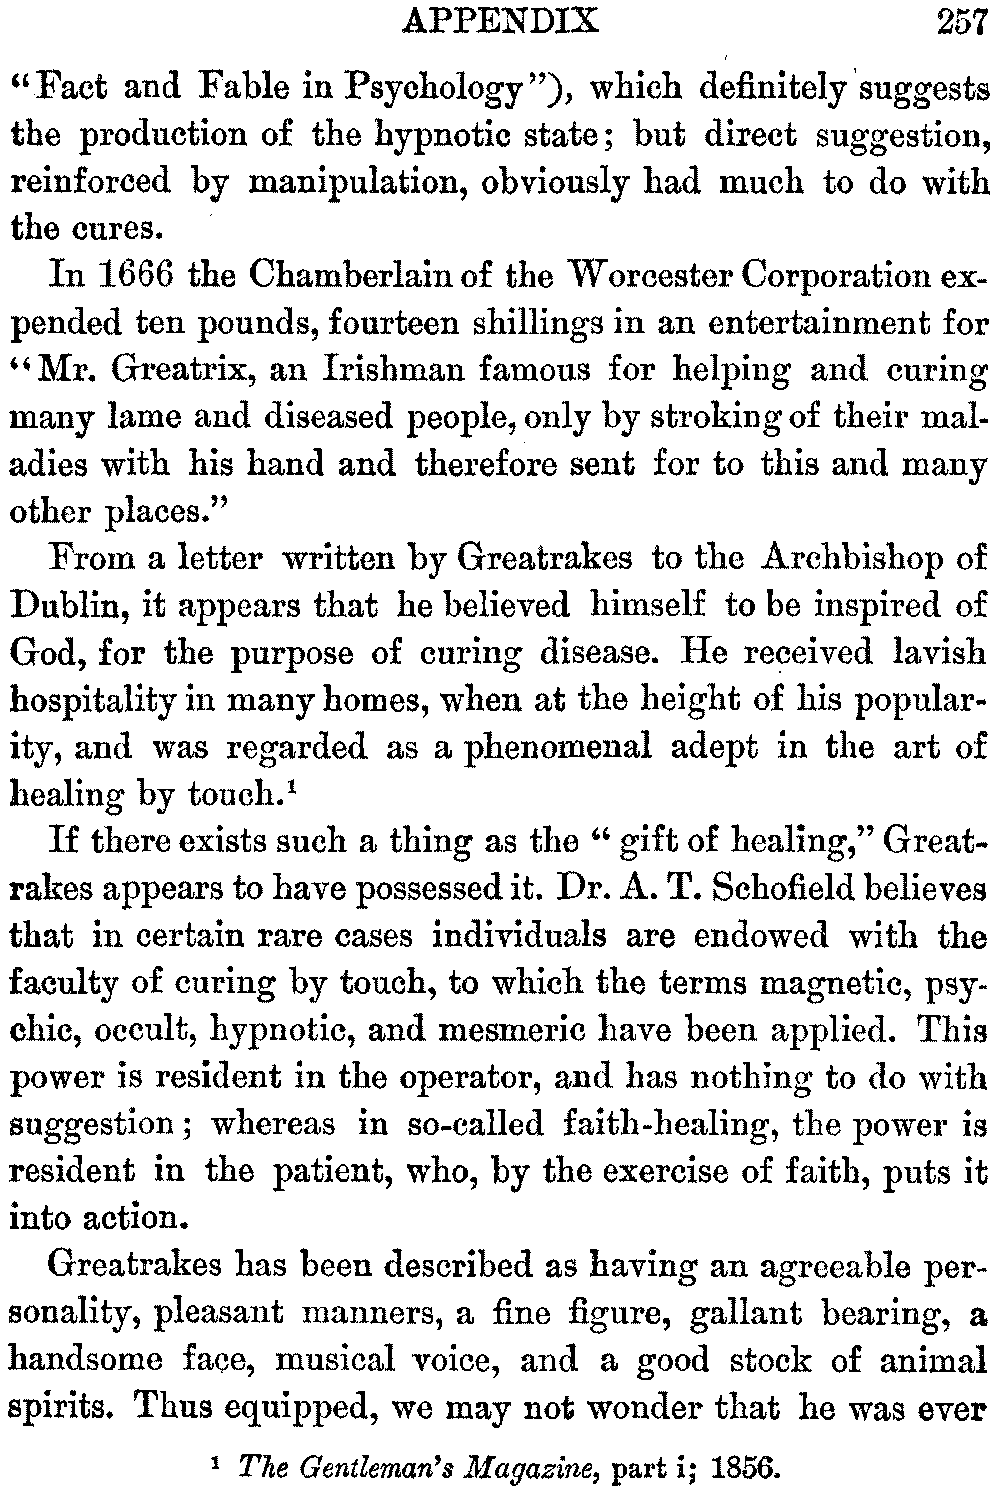 APPENDIX 257
"Fact and Fable in Psychology"), which definitely suggests
the production of the hypnotic state; but direct suggestion,
reinforced by manipulation, obviously had much to do with
the cures.
In 1666 the Chamberlain of the Worcester Corporation ex-
pended ten pounds, fourteen shillings in an entertainment for
"Mr. Greatrix, an Irishman famous for helping and curing
many lame and diseased people, only by stroking of their mal-
adies with his hand and therefore sent for to this and many
other places."
From a letter written by Greatrakes to the Archbishop of
Dublin, it appears that he believed himself to be inspired of
God, for the purpose of curing disease. He received lavish
hospitality in many homes, when at the height of his popular-
ity, and was regarded as a phenomenal adept in the art of
healing by touch.¹
If there exists such a thing as the "gift of healing," Great-
rakes appears to have possessed it. Dr. A. T. Schofield believes
that in certain rare cases individuals are endowed with the
faculty of curing by touch, to which the terms magnetic, psy-
chic, occult, hypnotic, and mesmeric have been applied. This
power is resident in the operator, and has nothing to do with
suggestion; whereas in so-called faith-healing, the power is
resident in the patient, who, by the exercise of faith, puts it
into action.
Greatrakes has been described as having an agreeable per-
sonality, pleasant manners, a fine figure, gallant bearing, a
handsome face, musical voice, and a good stock of animal
spirits. Thus equipped, we may not wonder that he was ever
¹ The Gentleman's Magazine, part i; 1856.